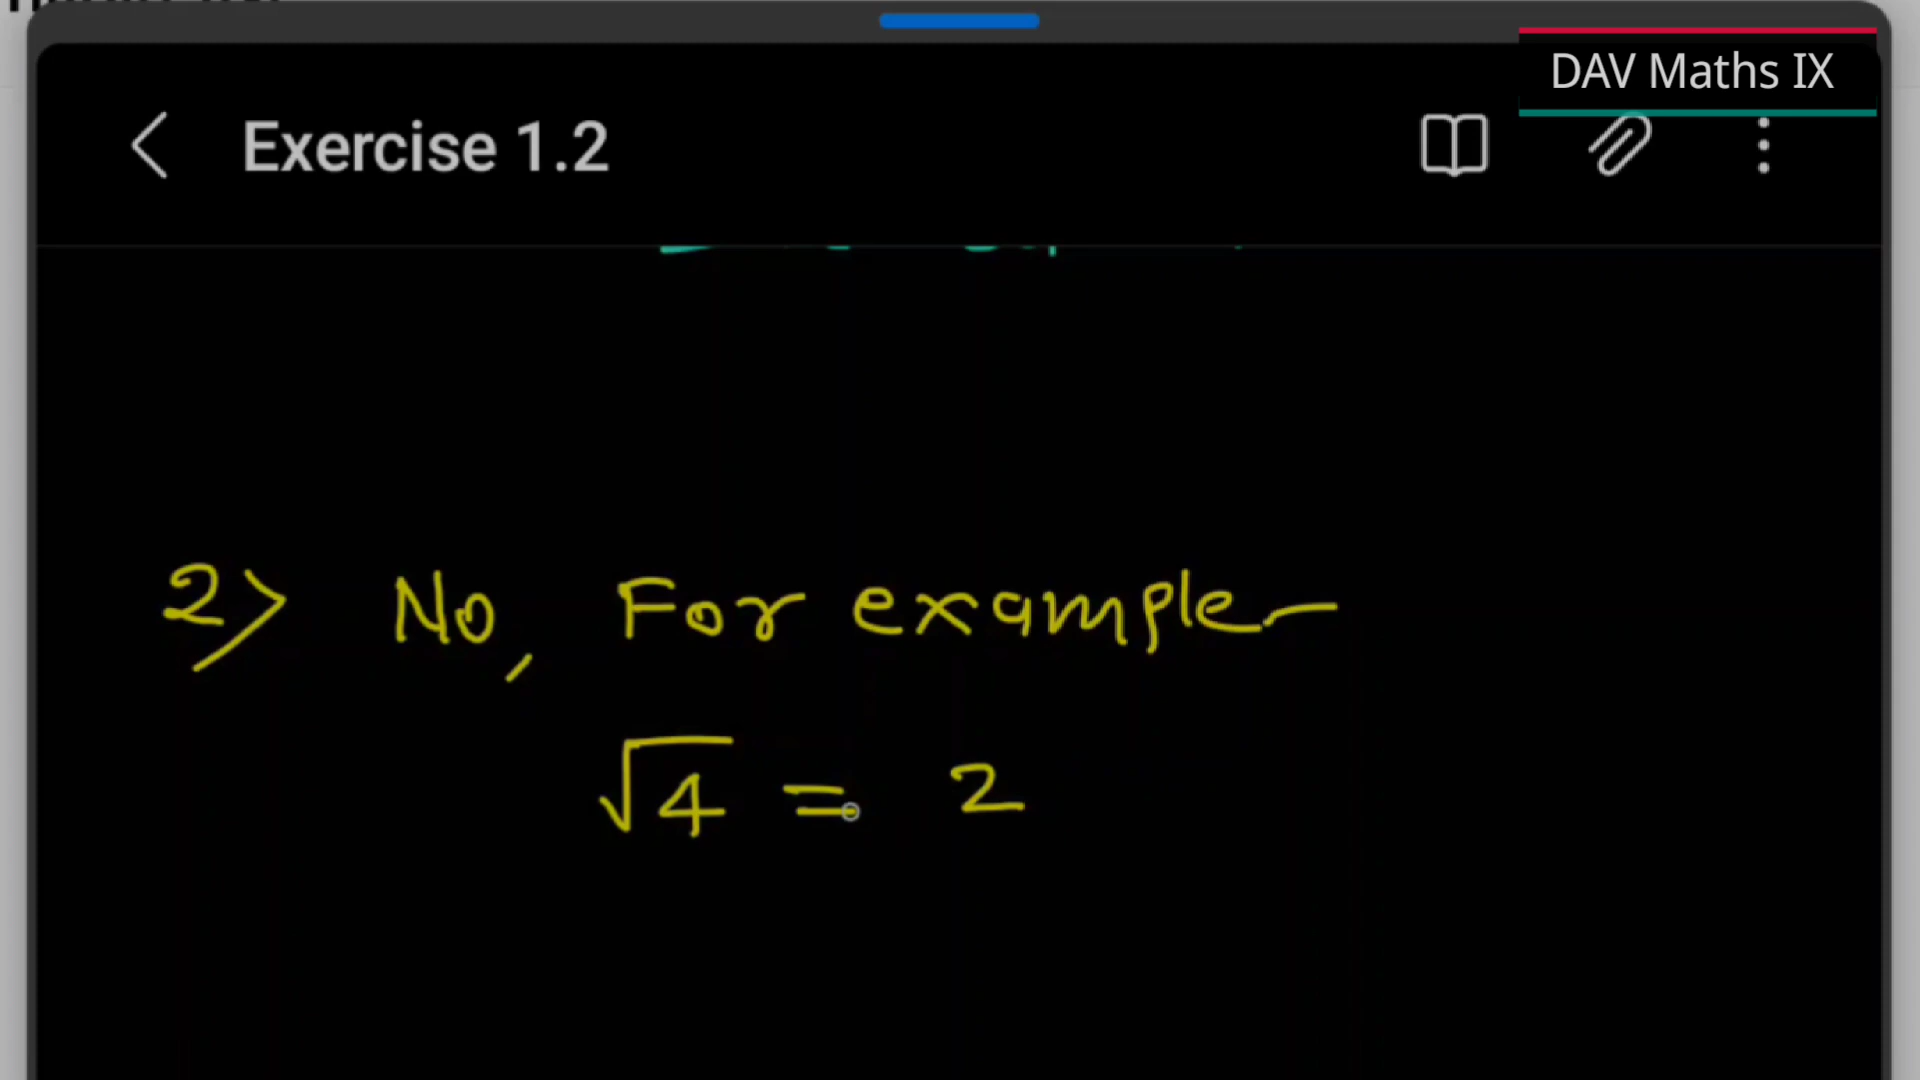 DAV Maths IX
Exercise 1.2
2> No, For example–
√4 = 2